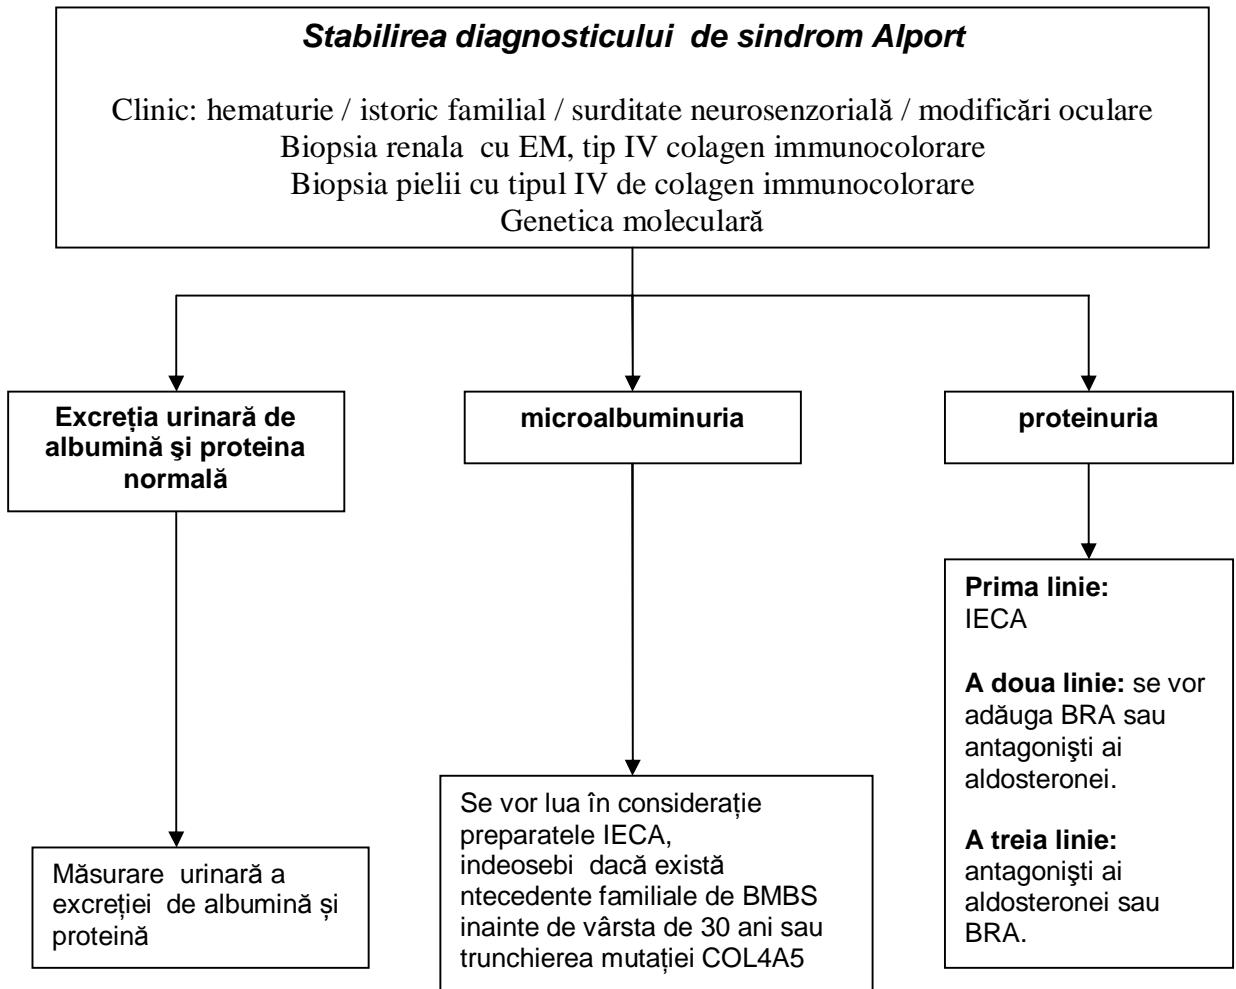 Stabilirea diagnosticului de sindrom Alport
Clinic: hematurie / istoric familial / surditate neurosenzorială / modificări oculare
Biopsia renala cu EM, tip IV colagen immunocolorare
Biopsia pielii cu tipul IV de colagen immunocolorare
Genetica moleculară
Excreția urinară de
albumină şi proteina
normală
microalbuminuria
proteinuria
Măsurare urinară a
excreției de albumină și
proteină
Se vor lua în considerație
preparatele IECA,
indeosebi dacă există
ntecedente familiale de BMBS
inainte de vârsta de 30 ani sau
trunchierea mutației COL4A5
Prima linie:
IECA
A doua linie: se vor
adăuga BRA sau
antagonişti ai
aldosteronei.
A treia linie:
antagonişti ai
aldosteronei sau
BRA.